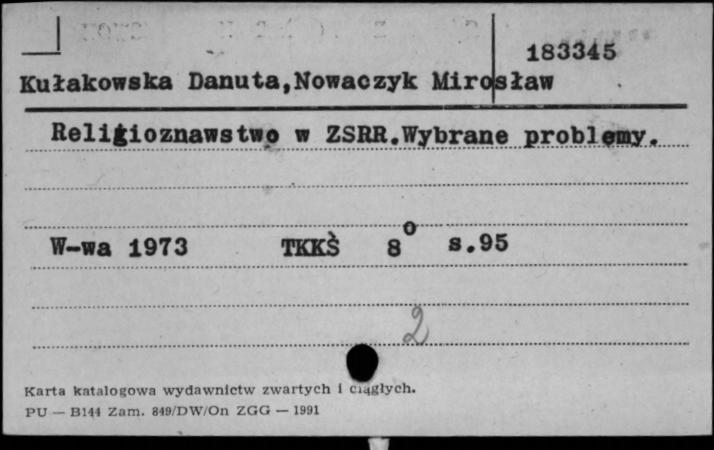 183345
Kułakowska Danuta,Nowaczyk Mirosław
Religioznawstwo w ZSRR.Wybrane problemy.
W-wa 1973 TKKŚ 8o s.95
2
Karta katalogowa wydawnictw zwartych i ciągłych.
PU — B144 Zam. 849/DW/On ZGG — 1991